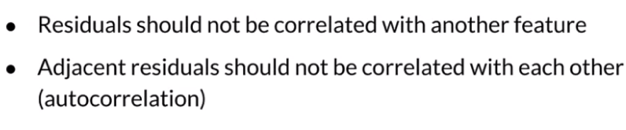 • Residuals should not be correlated with another feature
• Adjacent residuals should not be correlated with each other
(autocorrelation)